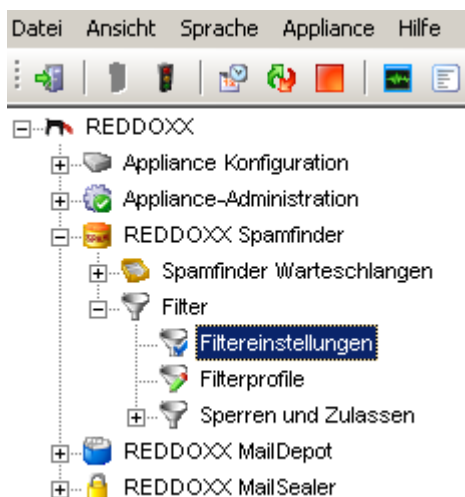 Datei Ansicht Sprache Appliance Hilfe
REDDOXX
Appliance Konfiguration
Appliance-Administration
REDDOXX Spamfinder
Spamfinder Warteschlangen
Filter
Filtereinstellungen
Filterprofile
Sperren und Zulassen
REDDOXX MailDepot
REDDOXX MailSealer